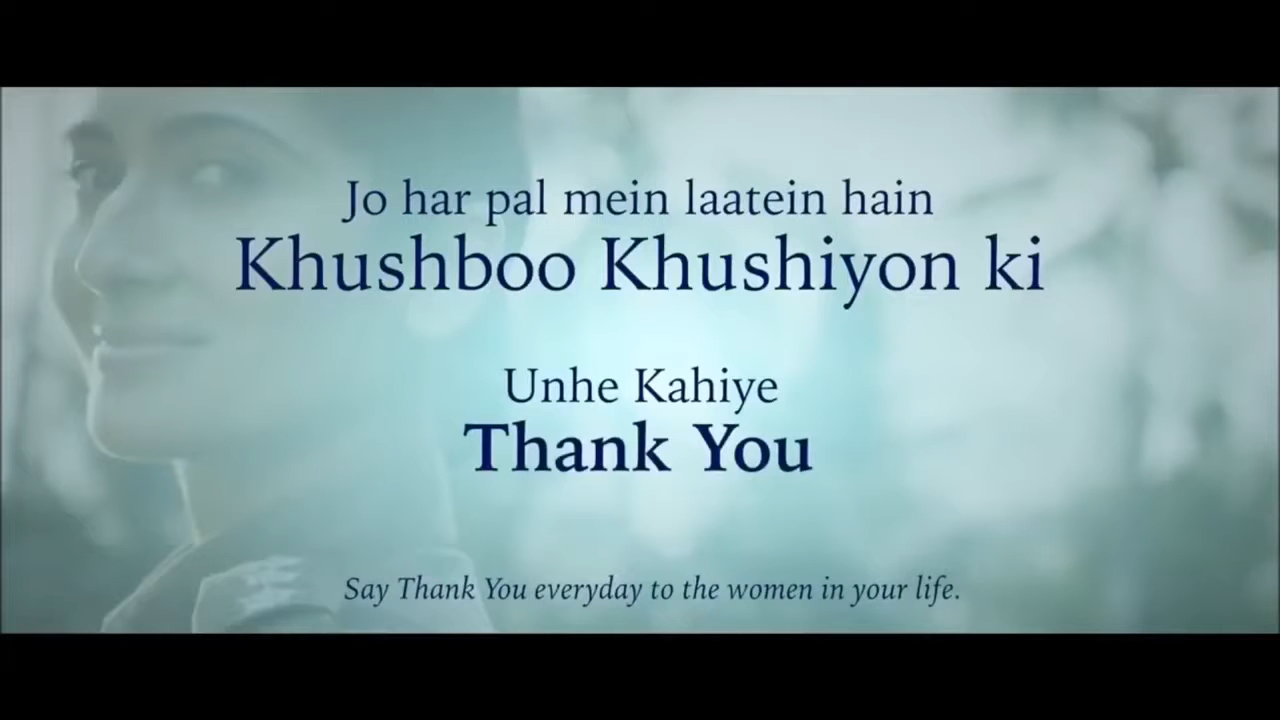 Jo har pal mein laatein hain
Khushboo Khushiyon ki
Unhe Kahiye
Thank You
Say Thank You everyday to the women in your life.